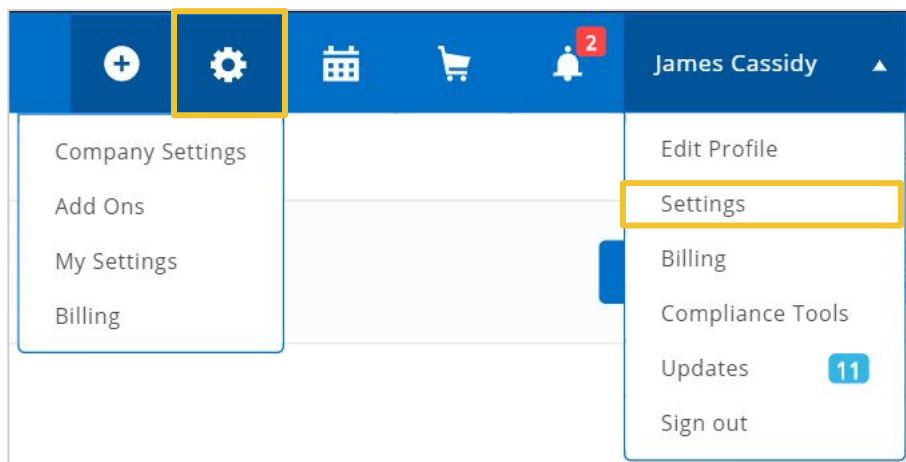 2
James Cassidy
Company Settings
Add Ons
My Settings
Billing
Edit Profile
Settings
Billing
Compliance Tools
Updates 11
Sign out